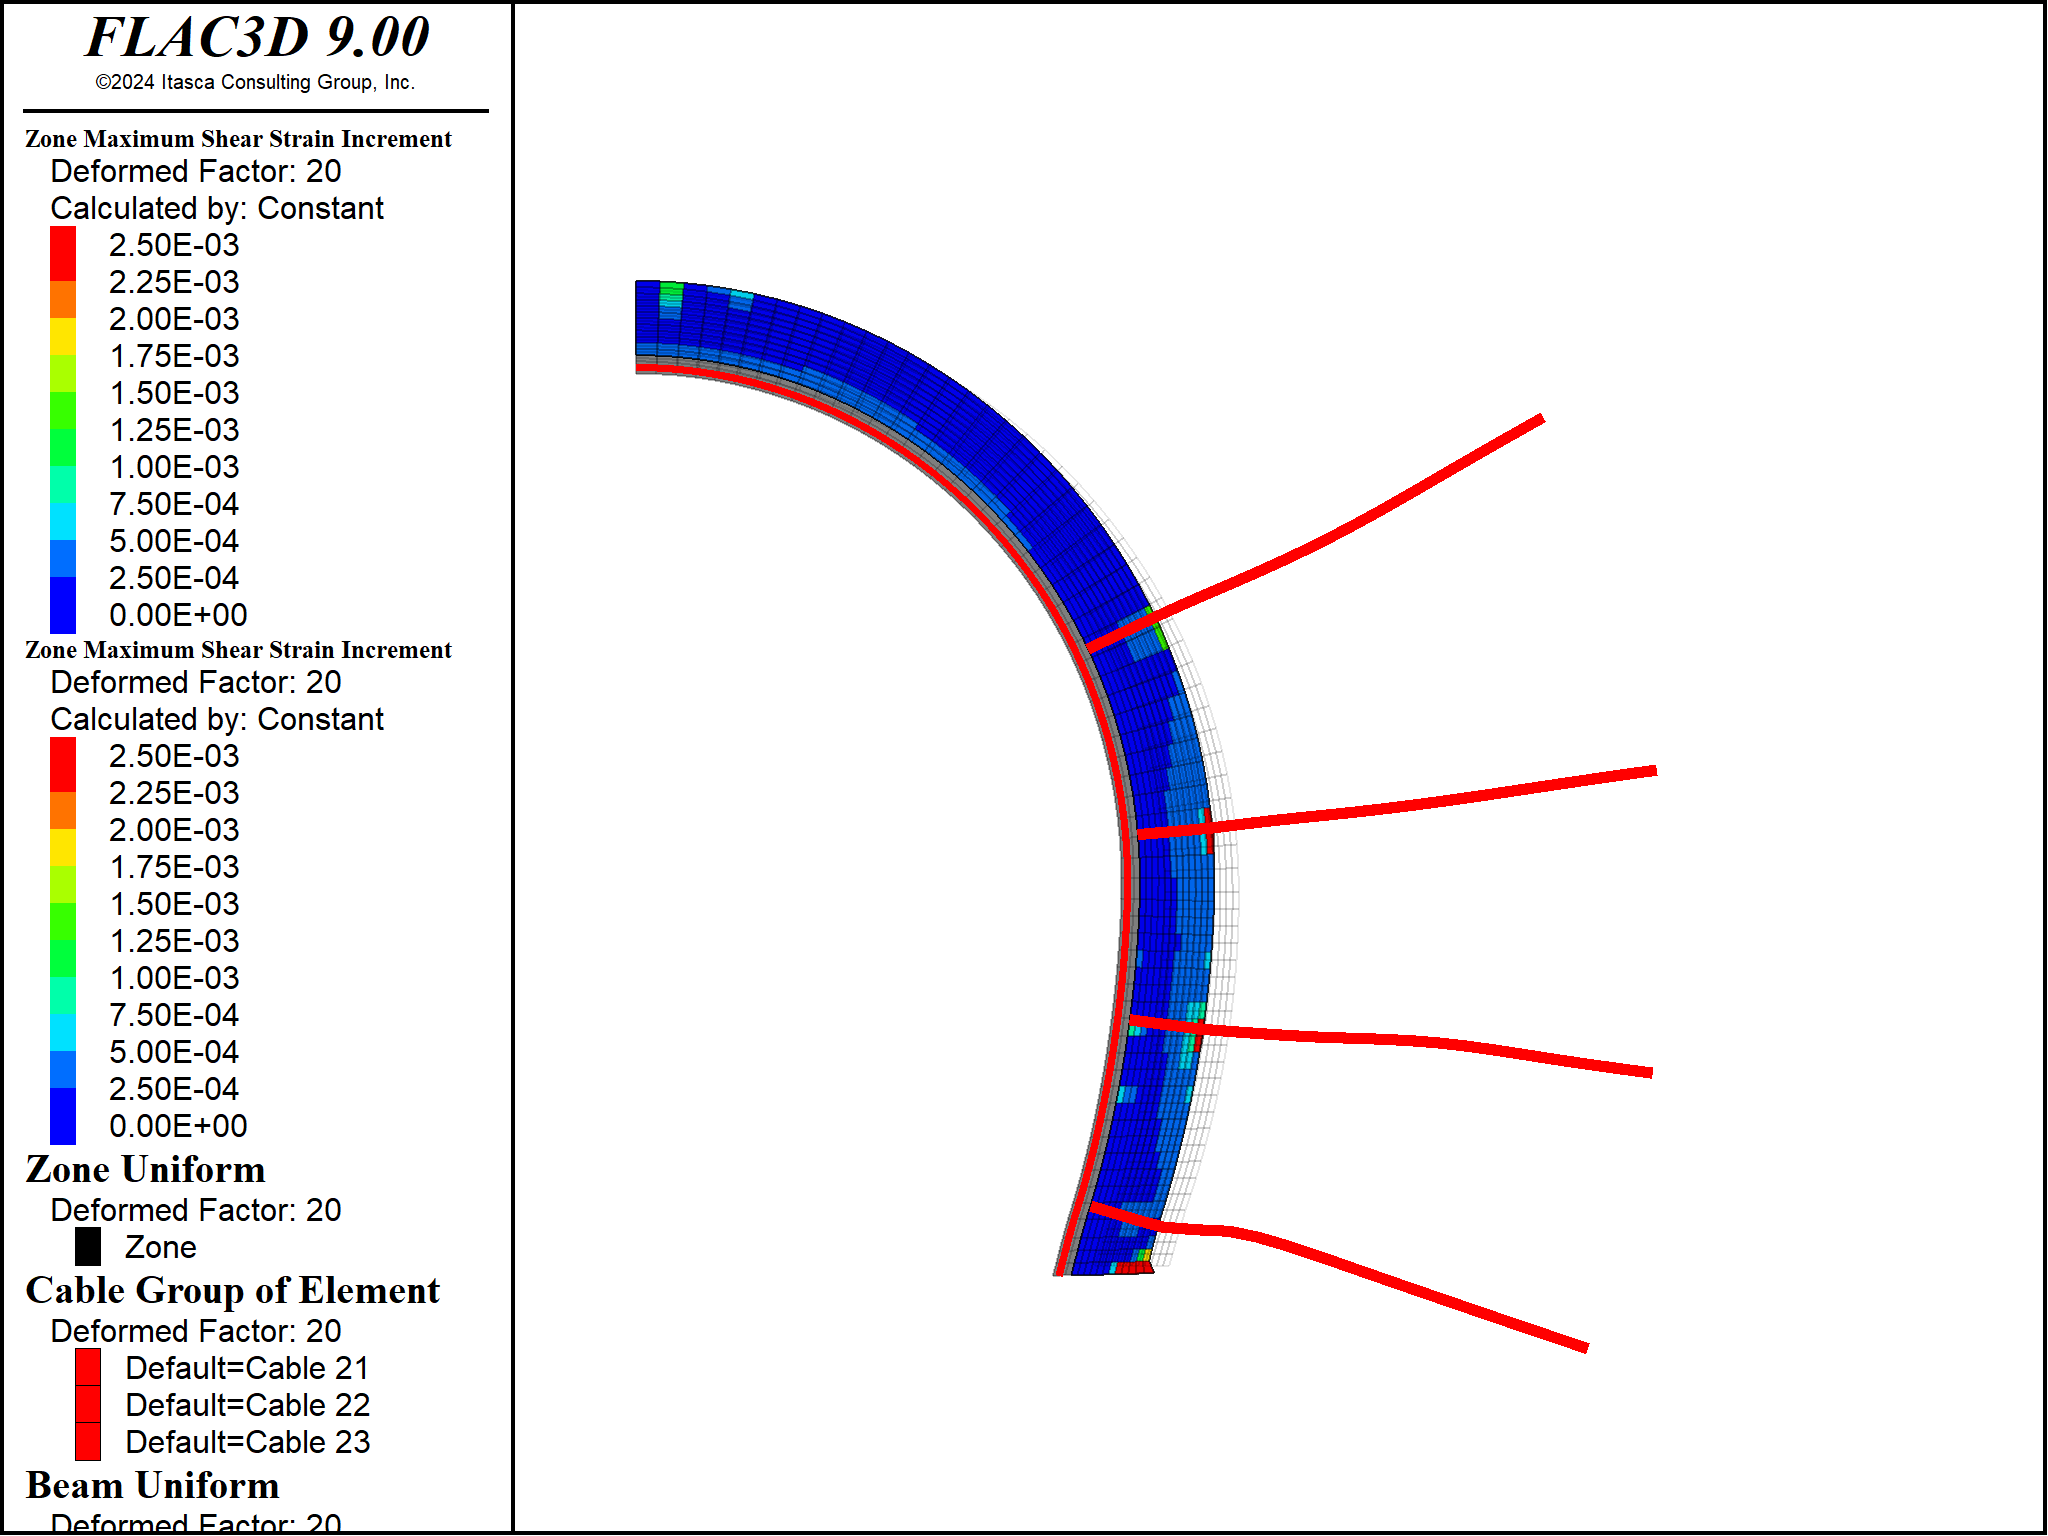 FLAC3D 9.00
©2024 Itasca Consulting Group, Inc.
Zone Maximum Shear Strain Increment
Deformed Factor: 20
Calculated by: Constant
2.50E-03
2.25E-03
2.00E-03
1.75E-03
1.50E-03
1.25E-03
1.00E-03
7.50E-04
5.00E-04
2.50E-04
0.00E+00
Zone Maximum Shear Strain Increment
Deformed Factor: 20
Calculated by: Constant
2.50E-03
2.25E-03
2.00E-03
1.75E-03
1.50E-03
1.25E-03
1.00E-03
7.50E-04
5.00E-04
2.50E-04
0.00E+00
Zone Uniform
Deformed Factor: 20
Zone
Cable Group of Element
Deformed Factor: 20
Default=Cable 21
Default=Cable 22
Default=Cable 23
Beam Uniform
Deformed Factor: 20